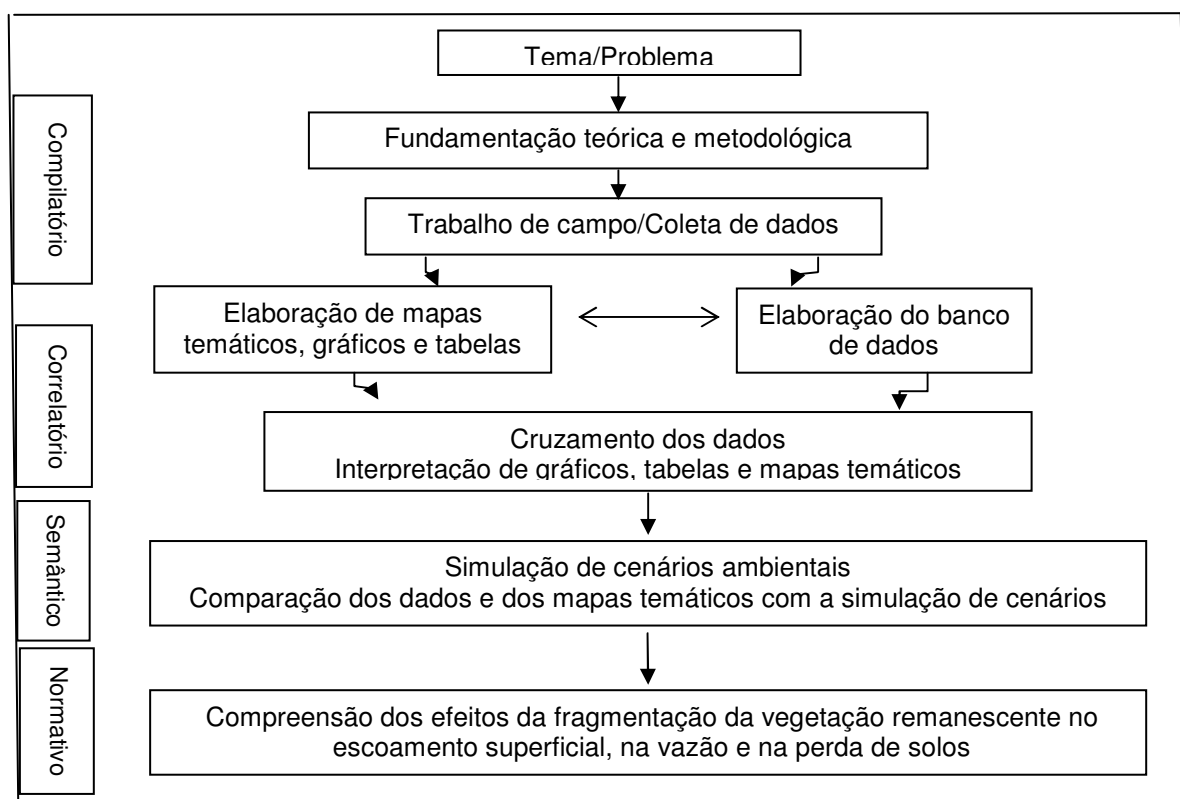 Tema/Problema
Compilatório
Fundamentação teórica e metodológica
Trabalho de campo/Coleta de dados
Elaboração de mapas
temáticos, gráficos e tabelas
Elaboração do banco
de dados
Correlatório
Cruzamento dos dados
Interpretação de gráficos, tabelas e mapas temáticos
Semântico
Simulação de cenários ambientais
Comparação dos dados e dos mapas temáticos com a simulação de cenários
Normativo
Compreensão dos efeitos da fragmentação da vegetação remanescente no
escoamento superficial, na vazão e na perda de solos